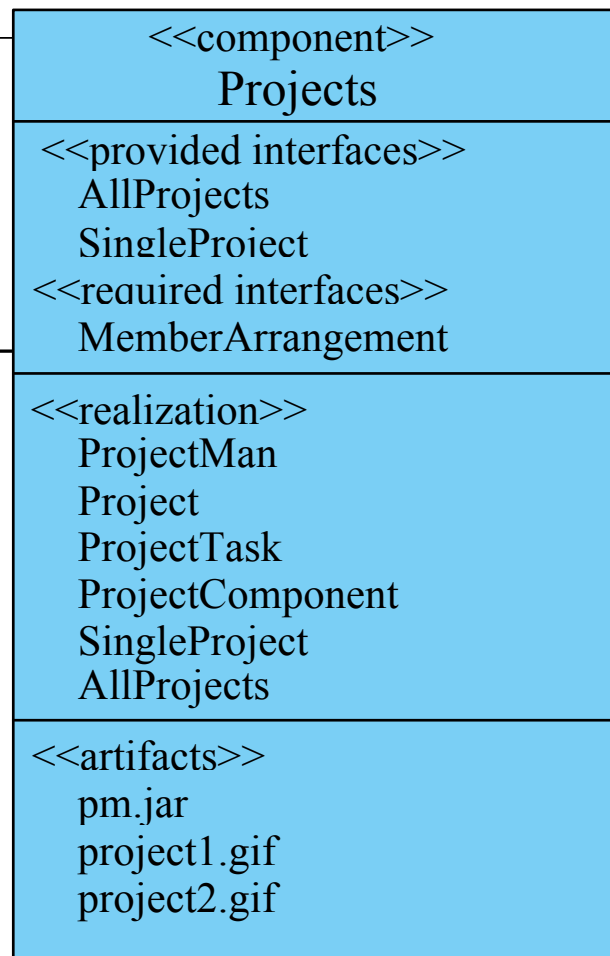 <<component>>
Projects
<<provided interfaces>>
AllProjects
SingleProject
<<required interfaces>>
MemberArrangement
<<realization>>
ProjectMan
Project
ProjectTask
ProjectComponent
SingleProject
AllProjects
<<artifacts>>
pm.jar
project1.gif
project2.gif